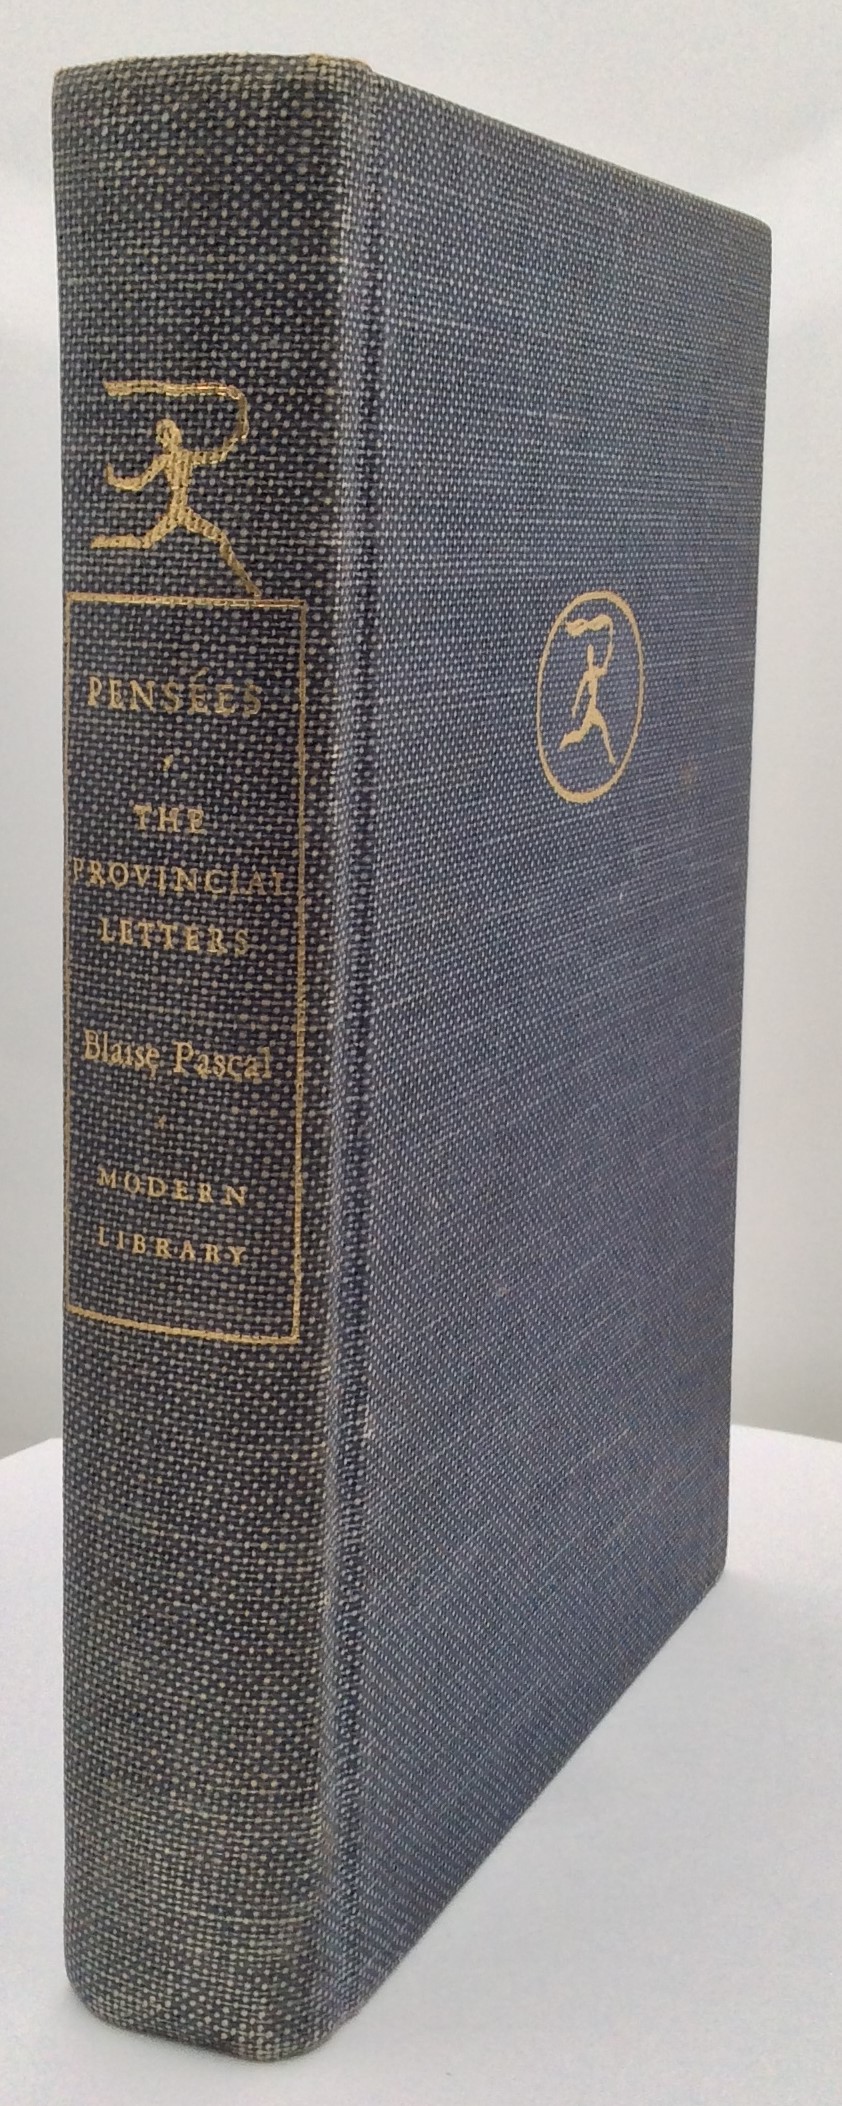 PENSÉES
THE
PROVINCIAL
LETTERS
Blaise Pascal
MODERN
LIBRARY